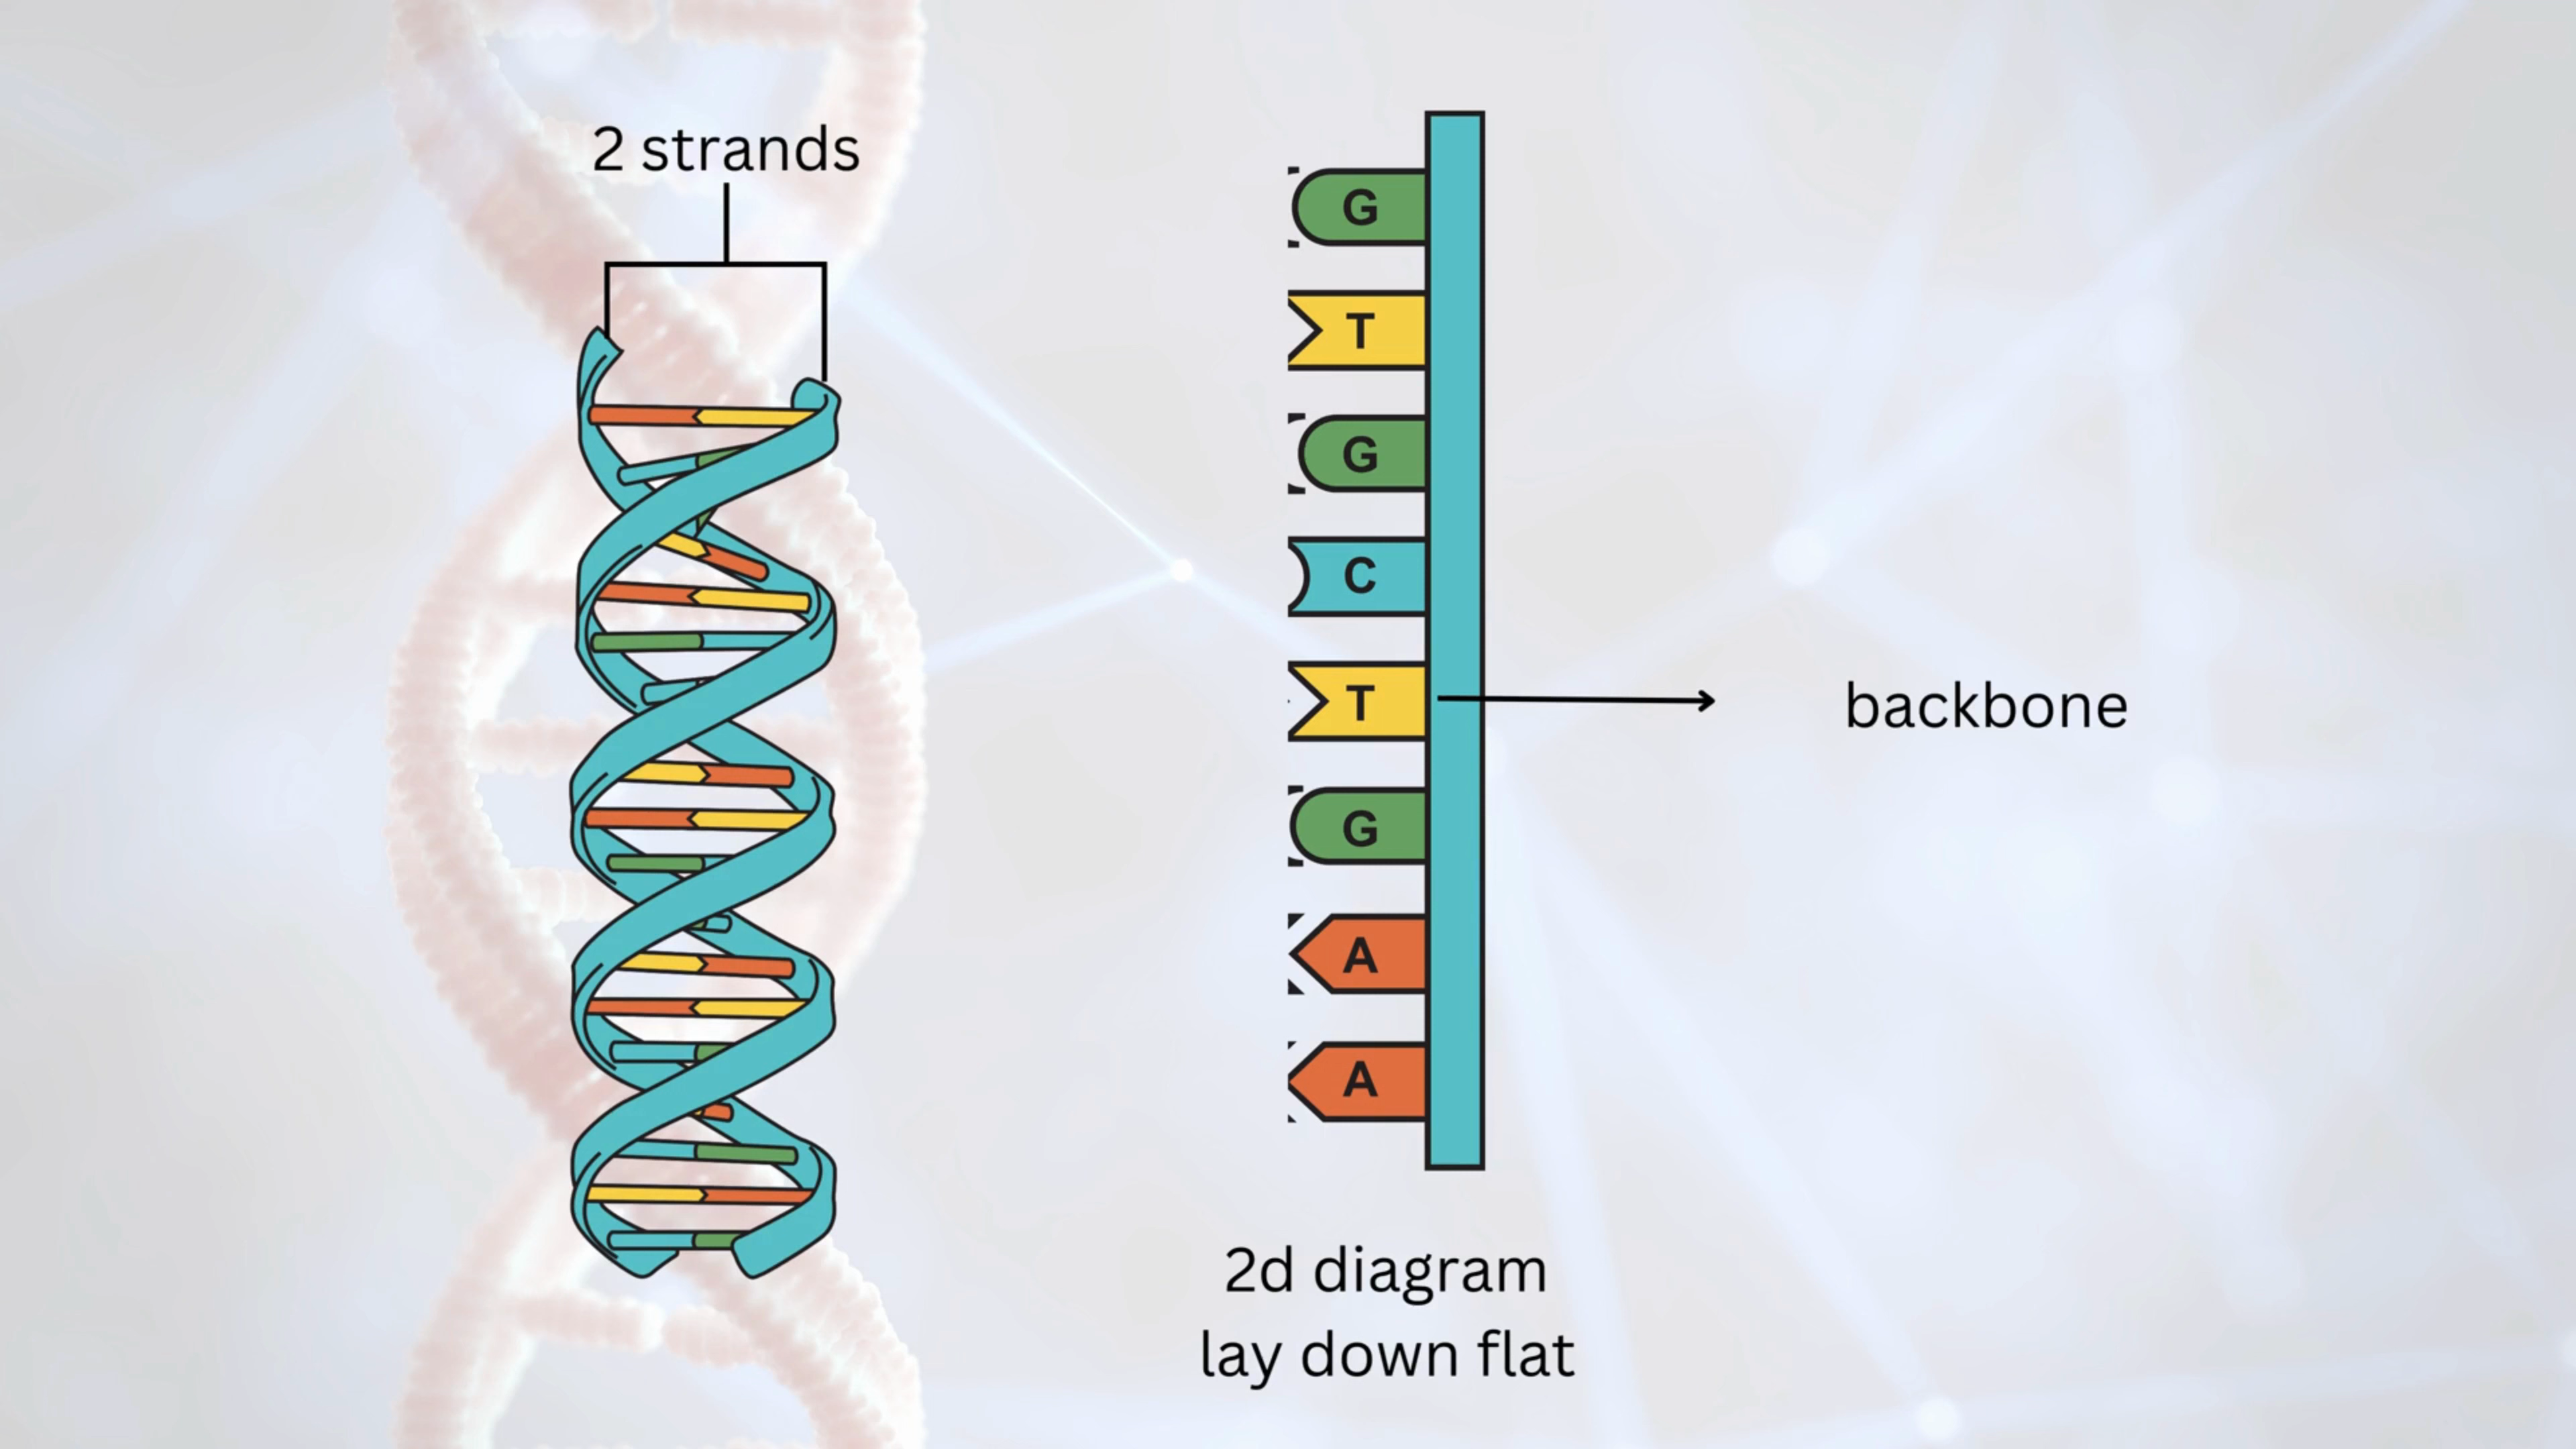 2 strands
G
T
G
C
T
G
A
A
backbone
2d diagram
lay down flat